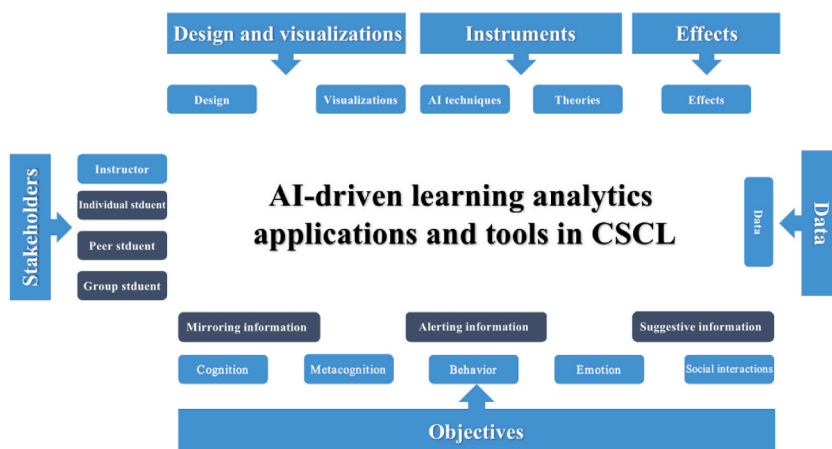 Design and visualizations
Instruments
Effects
Design
Visualizations
AI techniques
Theories
Effects
Stakeholders
Instructor
Individual stduent
Peer stduent
Group stduent
AI-driven learning analytics
applications and tools in CSCL
Data
Data
Mirroring information
Alerting information
Suggestive information
Cognition
Metacognition
Behavior
Emotion
Social interactions
Objectives